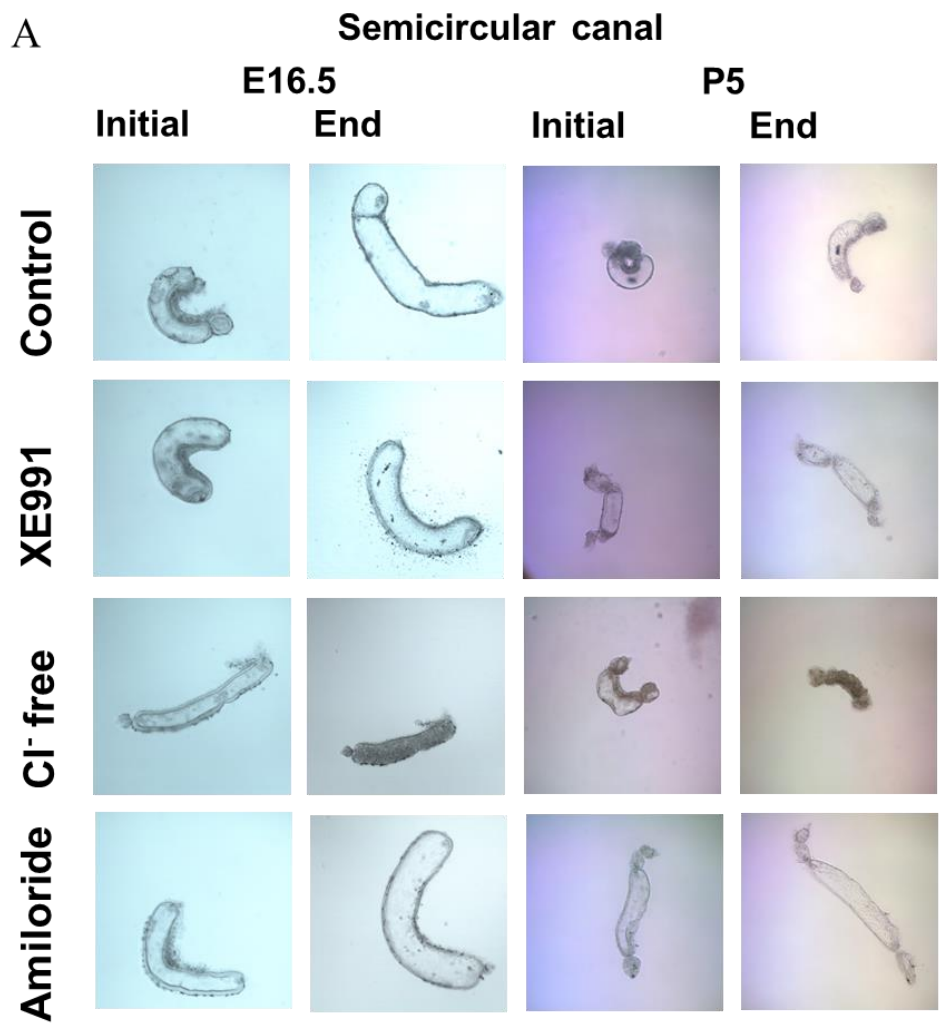 A
Semicircular canal
E16.5 P5
Initial End Initial End
Control
XE991
Cl⁻ free
Amiloride